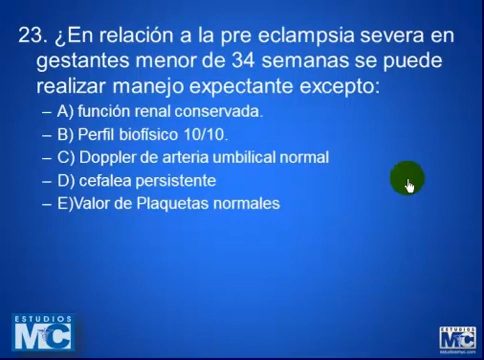 23. ¿En relación a la pre eclampsia severa en
gestantes menor de 34 semanas se puede
realizar manejo expectante excepto:
– A) función renal conservada.
– B) Perfil biofísico 10/10.
– C) Doppler de arteria umbilical normal
– D) cefalea persistente
– E)Valor de Plaquetas normales
ESTUDIOS
MC
ESTUDIOS
MC
estudiosmyc.com